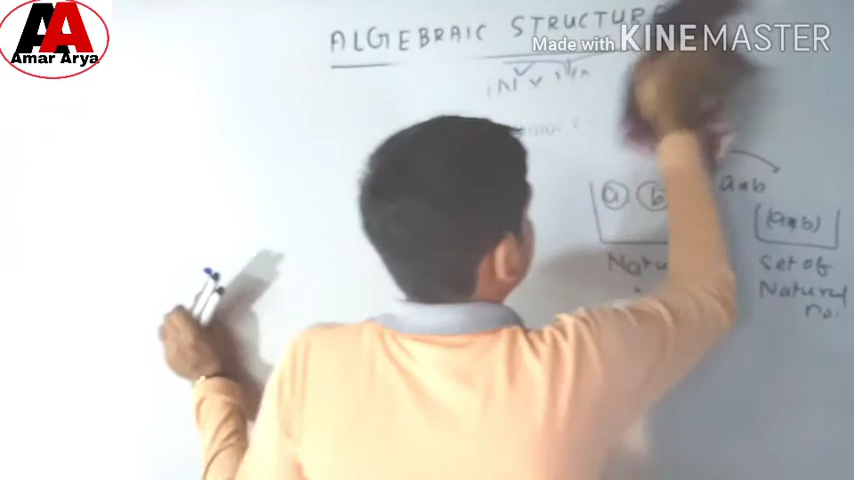 AA
Amar Arya
ALGEBRAIC STRUCTURE
Made with KINEMASTER
a b
a*b
(a*b)
Set of
Natural
no.